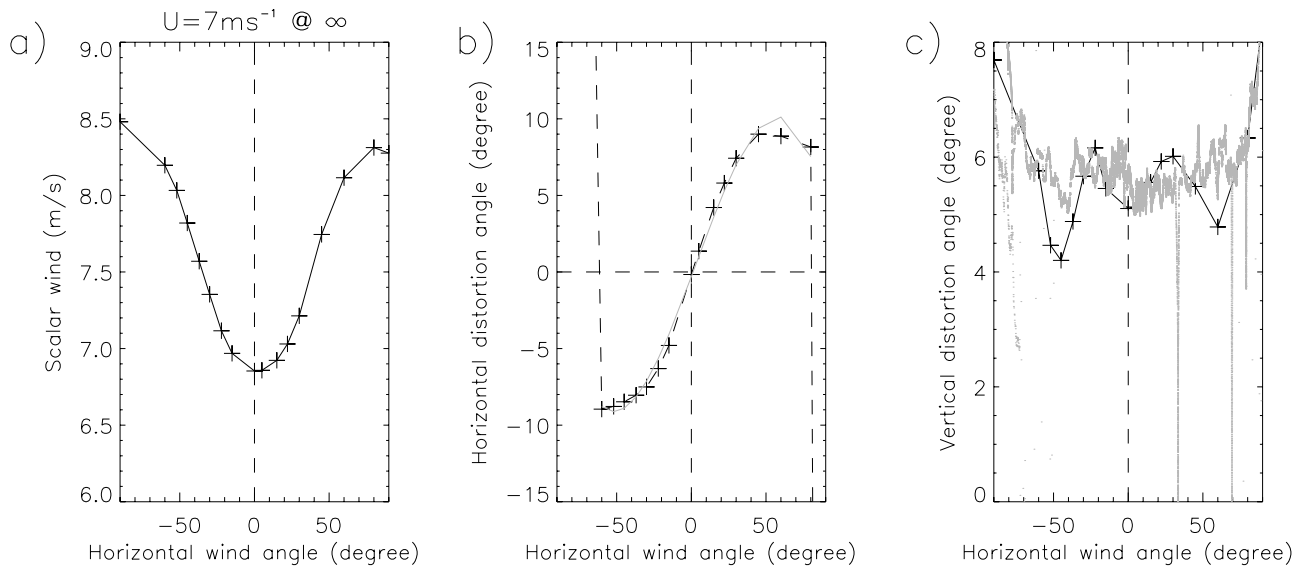 a)
U=7ms⁻¹ @ ∞
Scalar wind (m/s)
9.0
8.5
8.0
7.5
7.0
6.5
6.0
−50 0 50
Horizontal wind angle (degree)
b)
Horizontal distortion angle (degree)
15
10
5
0
−5
−10
−15
−50 0 50
Horizontal wind angle (degree)
c)
Vertical distortion angle (degree)
8
6
4
2
0
−50 0 50
Horizontal wind angle (degree)